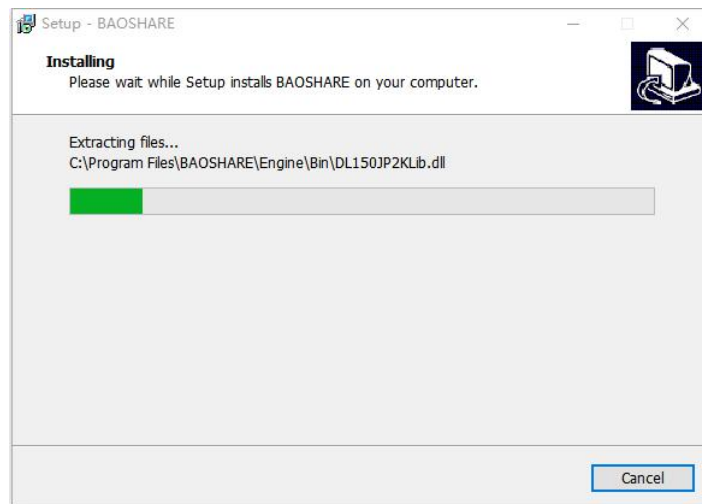 Setup - BAOSHARE
Installing
Please wait while Setup installs BAOSHARE on your computer.
Extracting files...
C:\Program Files\BAOSHARE\Engine\Bin\DL150JP2KLib.dll
Cancel